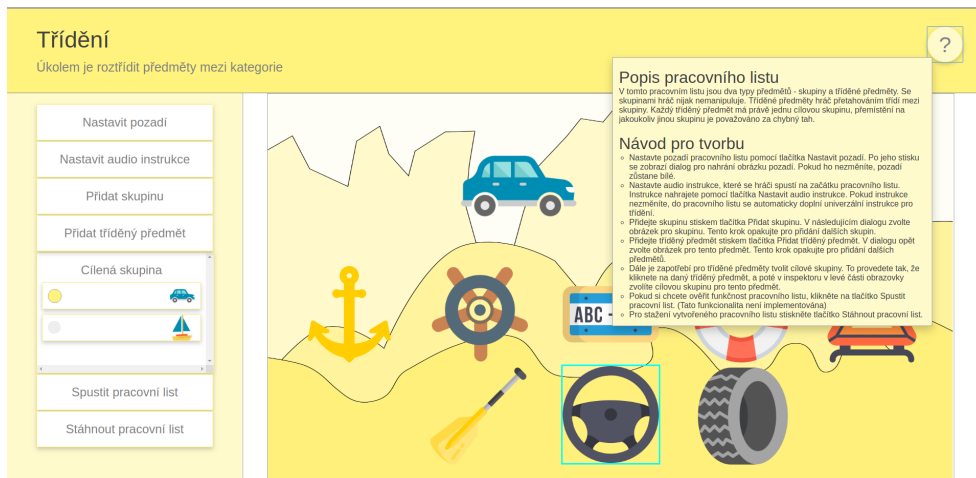 Třídění
Úkolem je roztřídit předměty mezi kategorie
?
Nastavit pozadí
Nastavit audio instrukce
Přidat skupinu
Přidat tříděný předmět
Cílená skupina
Spustit pracovní list
Stáhnout pracovní list
Popis pracovního listu
V tomto pracovním listu jsou dva typy předmětů - skupiny a tříděné předměty. Se
skupinami hráč nijak nemanipuluje. Tříděné předměty hráč přetahováním třídí mezi
skupiny. Každý tříděný předmět má právě jednu cílovou skupinu, přemístění na
jakoukoliv jinou skupinu je považováno za chybný tah.
Návod pro tvorbu
Nastavte pozadí pracovního listu pomocí tlačítka Nastavit pozadí. Po jeho stisku
se zobrazí dialog pro nahrání obrázku pozadí. Pokud ho nezměníte, pozadí
zůstane bílé.
Nastavte audio instrukce, které se hráči spustí na začátku pracovního listu.
Instrukce nahrajete pomocí tlačítka Nastavit audio instrukce. Pokud instrukce
nezměníte, do pracovního listu se automaticky doplní univerzální instrukce pro
třídění.
Přidejte skupinu stiskem tlačítka Přidat skupinu. V následujícím dialogu zvolte
obrázek pro skupinu. Tento krok opakujte pro přidání dalších skupin.
Přidejte tříděný předmět stiskem tlačítka Přidat tříděný předmět. V dialogu opět
zvolte obrázek pro tento předmět. Tento krok opakujte pro přidání dalších
předmětů.
Dále je zapotřebí pro tříděné předměty tvolit cílové skupiny. To provedete tak, že
kliknete na daný tříděný předmět, a poté v inspektoru v levé části obrazovky
zvolíte cílovou skupinu pro tento předmět.
Pokud si chcete ověřit funkčnost pracovního listu, klikněte na tlačítko Spustit
pracovní list. (Tato funkcionalita není implementována)
Pro stažení vytvořeného pracovního listu stiskněte tlačítko Stáhnout pracovní list.
ABC -